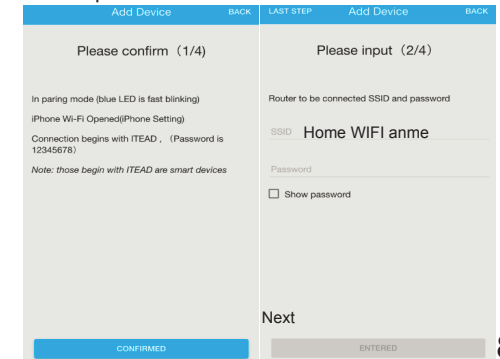 Add Device BACK
Please confirm（1/4)
In paring mode (blue LED is fast blinking)
iPhone Wi-Fi Opened(iPhone Setting)
Connection begins with ITEAD ，（Password is
12345678）
Note: those begin with ITEAD are smart devices
CONFIRMED
LAST STEP Add Device BACK
Please input（2/4）
Router to be connected SSID and password
SSID Home WIFI anme
Password
Show password
Next
ENTERED